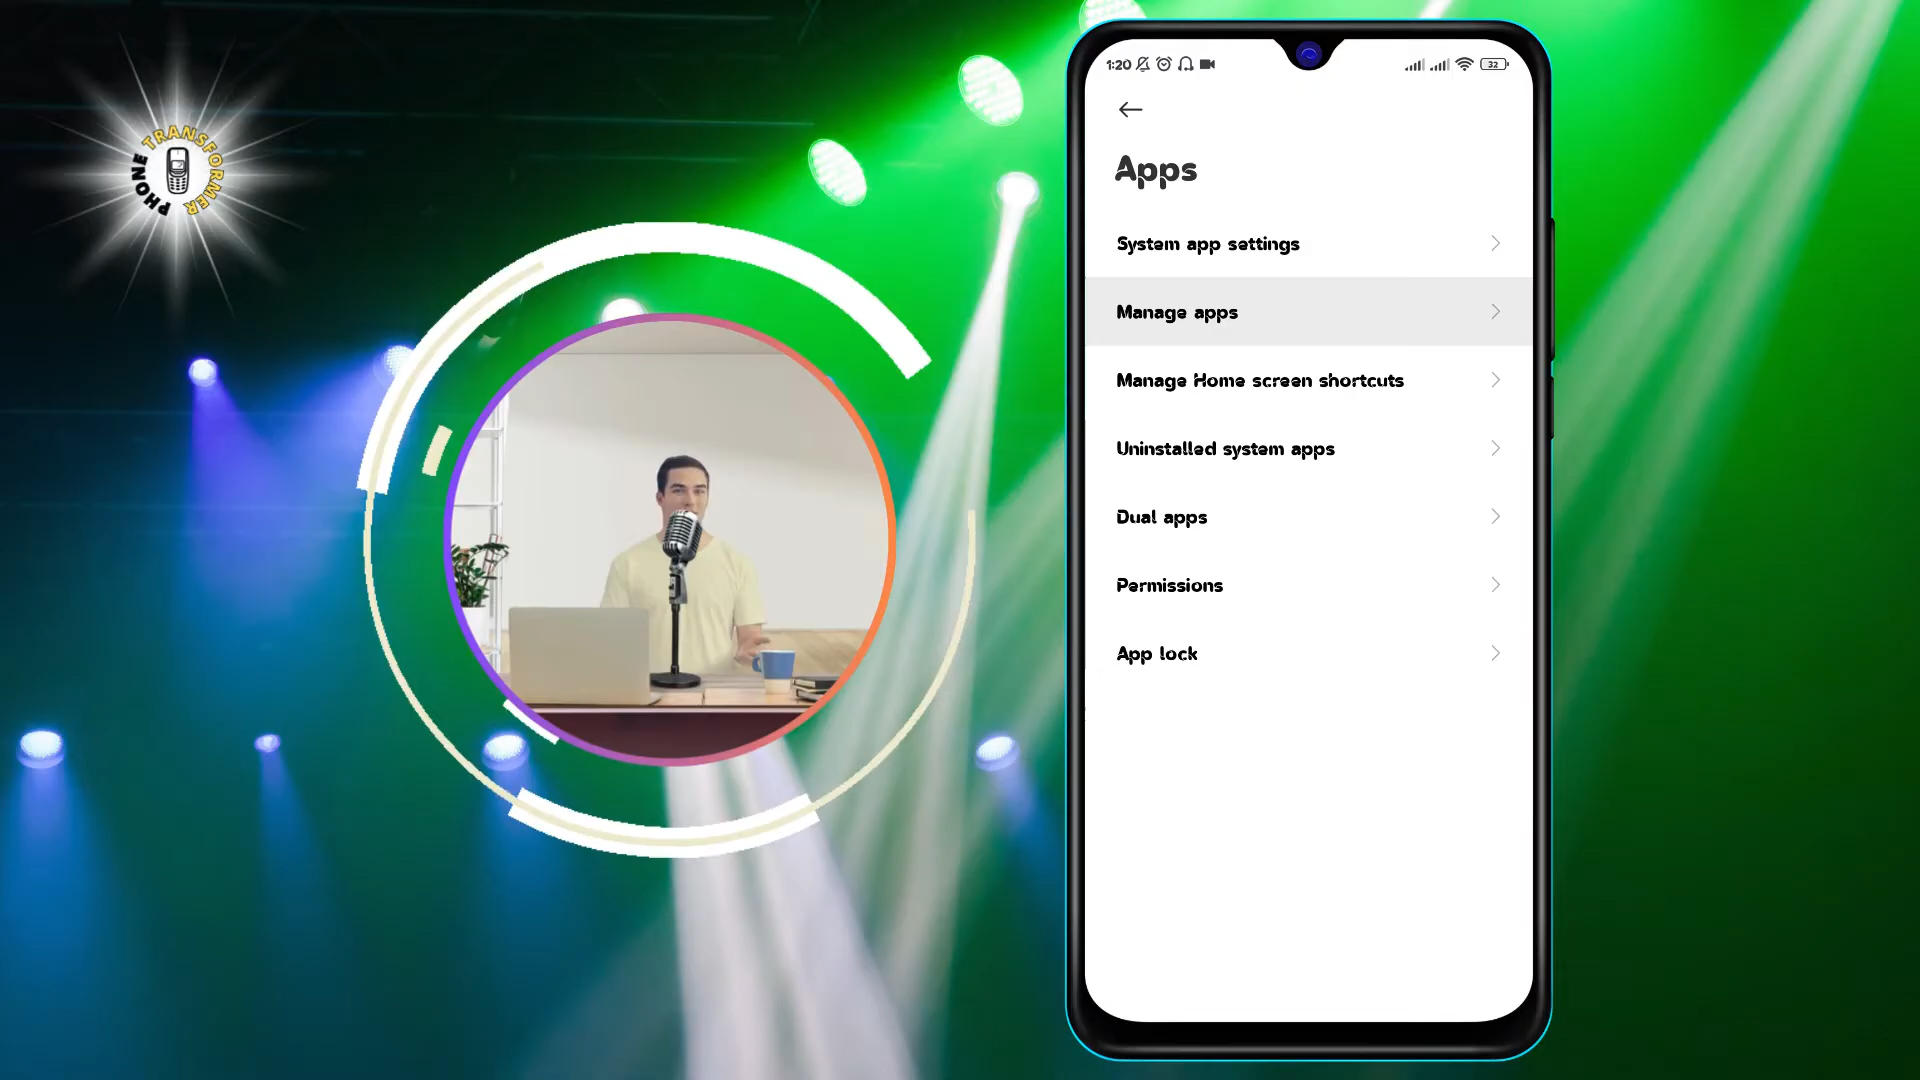 PHONE TRANSFORMER
1:20
32
Apps
System app settings
Manage apps
Manage Home screen shortcuts
Uninstalled system apps
Dual apps
Permissions
App lock